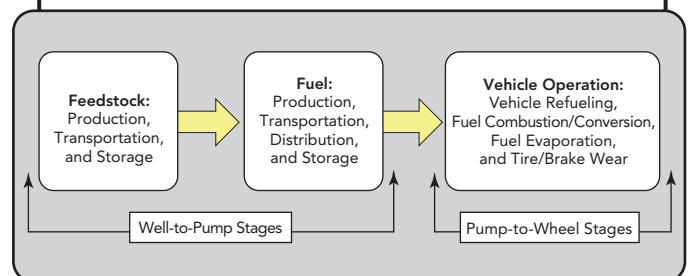 Feedstock:
Production,
Transportation,
and Storage
Fuel:
Production,
Transportation,
Distribution,
and Storage
Vehicle Operation:
Vehicle Refueling,
Fuel Combustion/Conversion,
Fuel Evaporation,
and Tire/Brake Wear
Well-to-Pump Stages
Pump-to-Wheel Stages